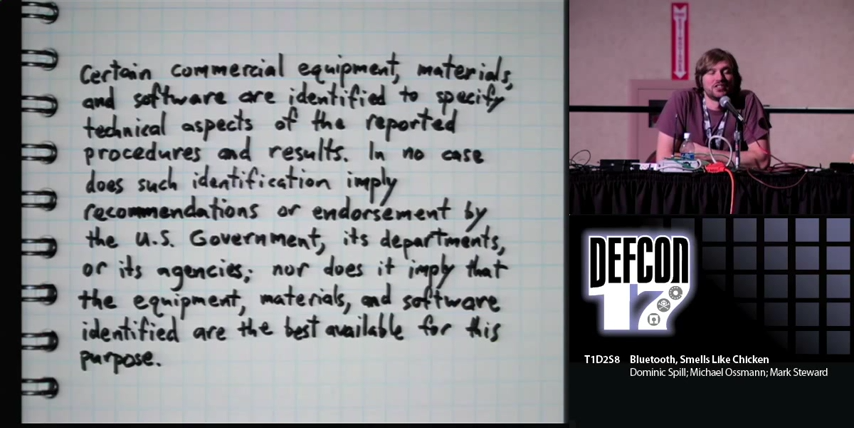 Certain commercial equipment, materials,
and software are identified to specify
technical aspects of the reported
procedures and results. In no case
does such identification imply
recommendations or endorsement by
the U.S. Government, its departments,
or its agencies; nor does it imply that
the equipment, materials, and software
identified are the best available for this
purpose.
DEFCON
17
T1D2S8 Bluetooth, Smells Like Chicken
Dominic Spill; Michael Ossmann; Mark Steward